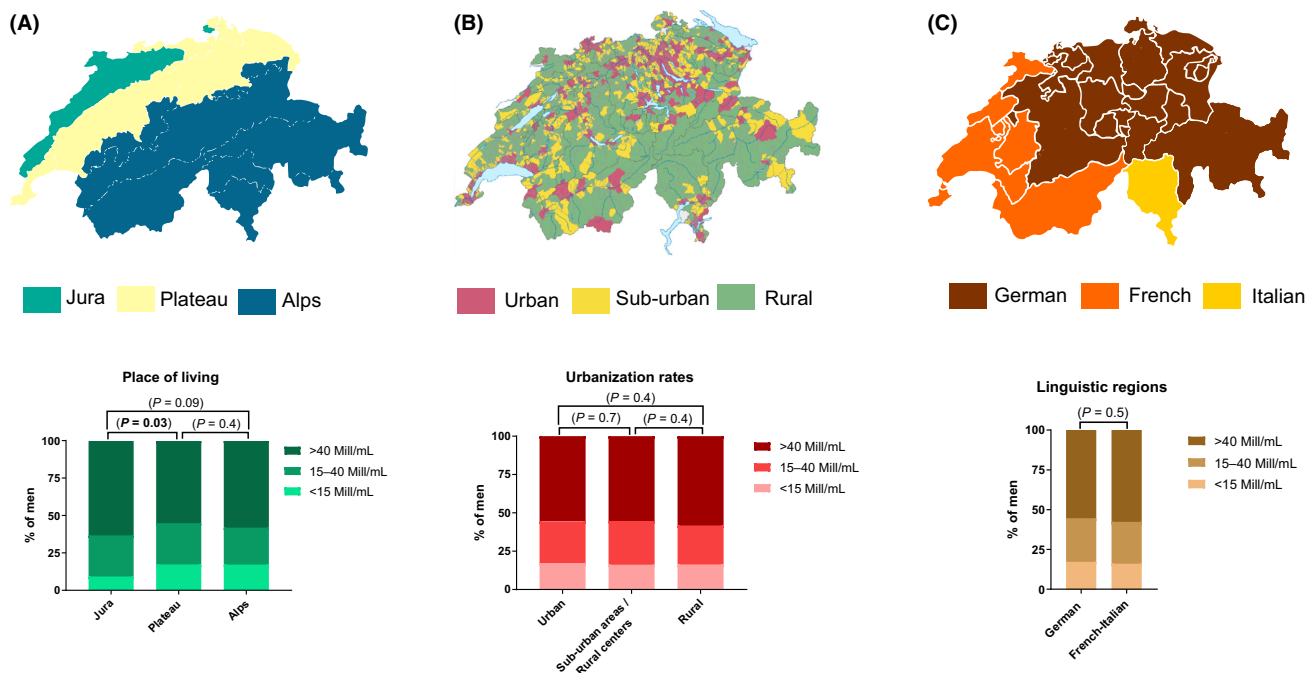 (A)
Jura Plateau Alps
Place of living
(P = 0.09)
(P = 0.03) (P = 0.4)
100
75
50
25
0
% of men
Jura
Plateau
Alps
>40 Mill/mL
15–40 Mill/mL
<15 Mill/mL
(B)
Urban Sub-urban Rural
Urbanization rates
(P = 0.4)
(P = 0.7) (P = 0.4)
100
75
50
25
0
% of men
Urban
Sub-urban areas /
Rural centers
Rural
>40 Mill/mL
15–40 Mill/mL
<15 Mill/mL
(C)
German French Italian
Linguistic regions
(P = 0.5)
100
75
50
25
0
% of men
German
French-Italian
>40 Mill/mL
15–40 Mill/mL
<15 Mill/mL